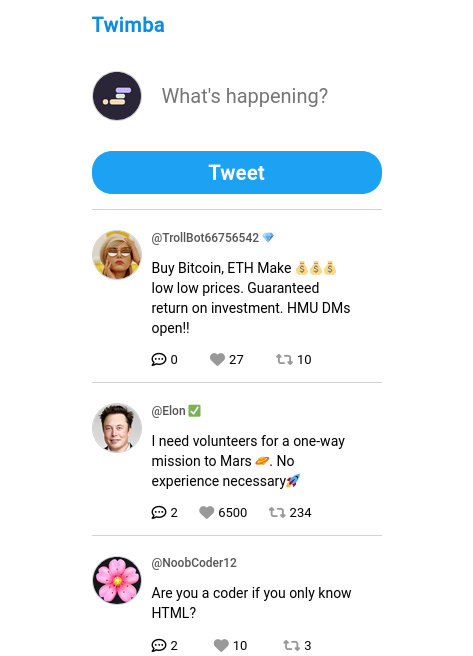 Twimba
What's happening?
Tweet
@TrollBot66756542 💎
Buy Bitcoin, ETH Make 💰💰💰
low low prices. Guaranteed
return on investment. HMU DMs
open!!
0 27 10
@Elon ✅
I need volunteers for a one-way
mission to Mars 🪐. No
experience necessary🚀
2 6500 234
@NoobCoder12
Are you a coder if you only know
HTML?
2 10 3